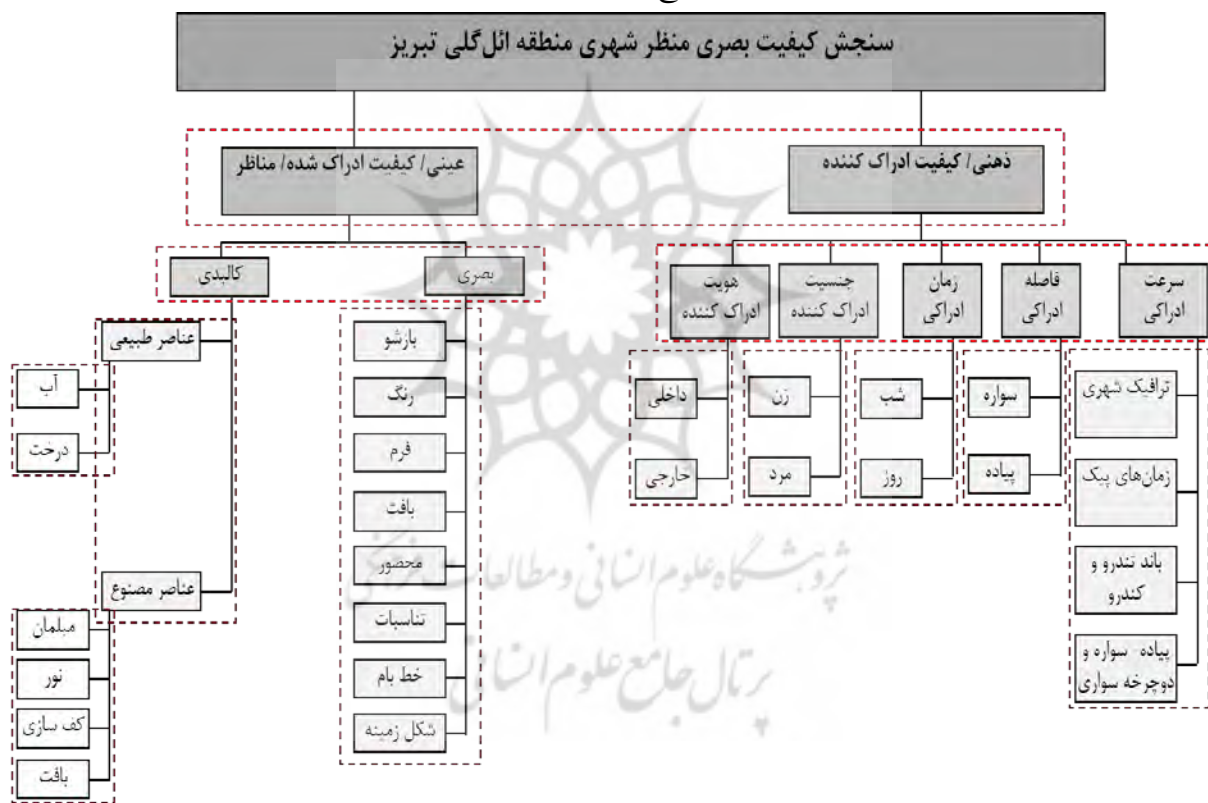 سنجش کیفیت بصری منظر شهری منطقه ائل‌گلی تبریز
ذهنی/ کیفیت ادراک کننده
عینی/ کیفیت ادراک شده/ مناظر
سرعت
ادراکی
فاصله
ادراکی
زمان
ادراکی
جنسیت
ادراک کننده
هویت
ادراک کننده
بصری
کالبدی
ترافیک شهری
زمان‌های پیک
باند تندرو و
کندرو
پیاده سواره و
دوچرخه سواری
سواره
پیاده
شب
روز
زن
مرد
داخلی
خارجی
بارشو
رنگ
فرم
بافت
محصور
تناسبات
خط بام
شکل زمینه
عناصر طبیعی
آب
درخت
عناصر مصنوع
مبلمان
نور
کف سازی
بافت
پژوهشگاه علوم انسانی و مطالعات فرهنگی
پرتال جامع علوم انسانی